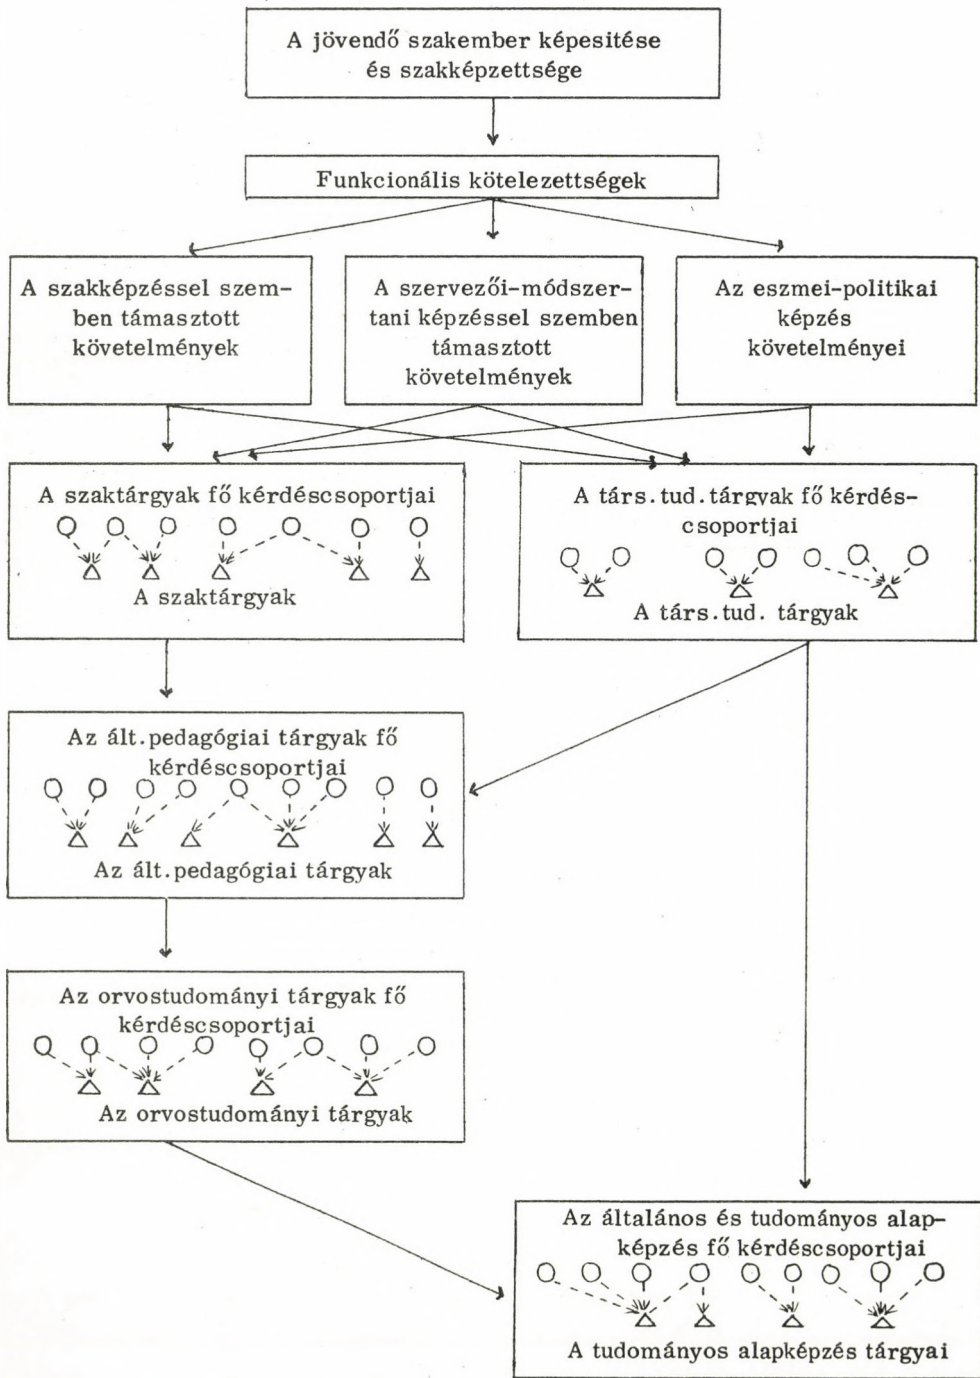 A jövendő szakember képesitése
és szakképzettsége
Funkcionális kötelezettségek
A szakképzéssel szem-
ben támasztott
követelmények
A szervezői-módszer-
tani képzéssel szemben
támasztott
követelmények
Az eszmei-politikai
képzés
követelményei
A szaktárgyak fő kérdéscsoportjai
A szaktárgyak
A társ.tud.tárgyak fő kérdés-
csoportjai
A társ.tud. tárgyak
Az ált.pedagógiai tárgyak fő
kérdéscsoportjai
Az ált.pedagógiai tárgyak
Az orvostudományi tárgyak fő
kérdéscsoportjai
Az orvostudományi tárgyak
Az általános és tudományos alap-
képzés fő kérdéscsoportjai
A tudományos alapképzés tárgyai